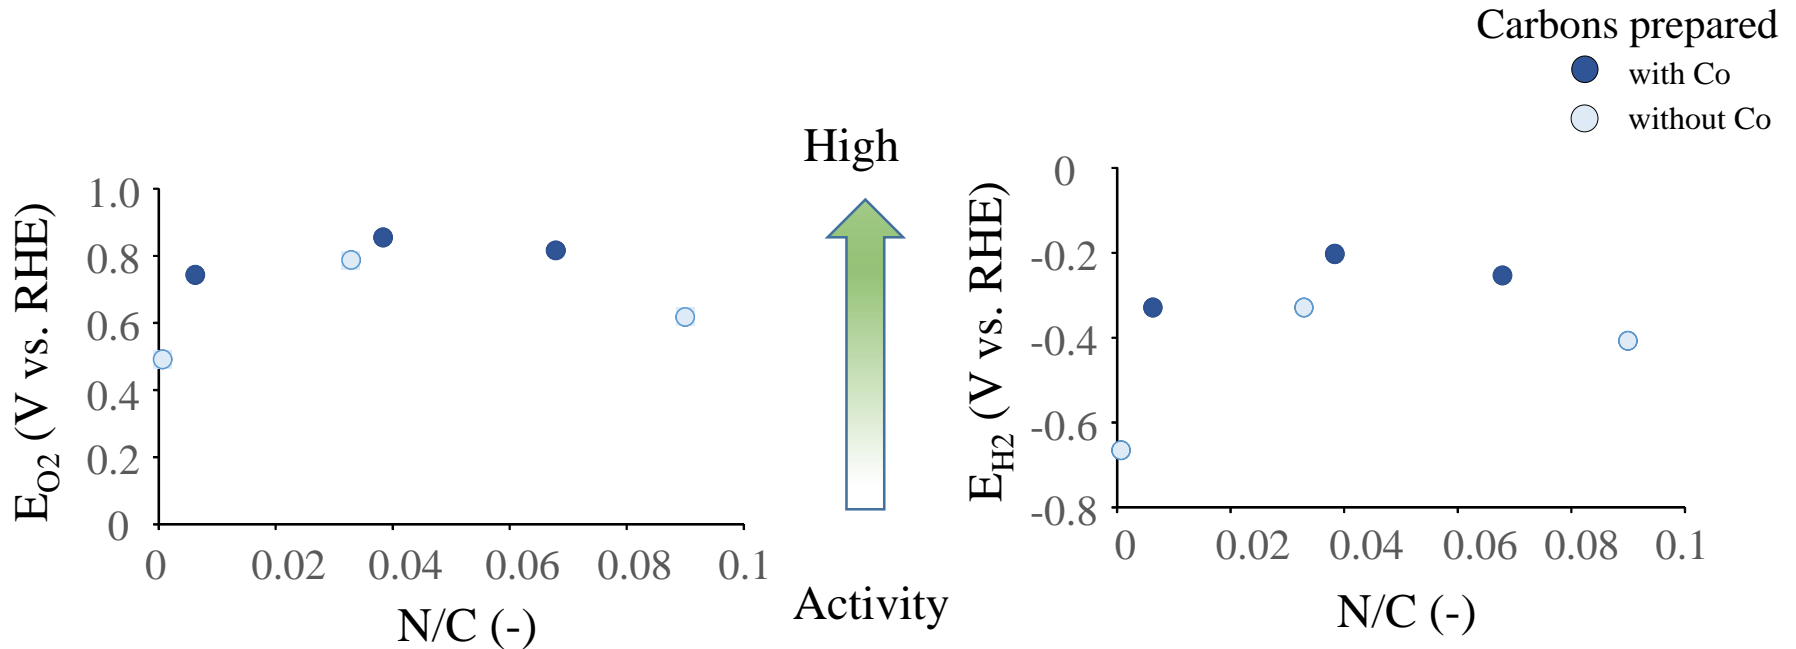 Carbons prepared
with Co
without Co
High
Activity
E_O2 (V vs. RHE)
1.0
0.8
0.6
0.4
0.2
0
0 0.02 0.04 0.06 0.08 0.1
N/C (-)
E_H2 (V vs. RHE)
0
-0.2
-0.4
-0.6
-0.8
0 0.02 0.04 0.06 0.08 0.1
N/C (-)